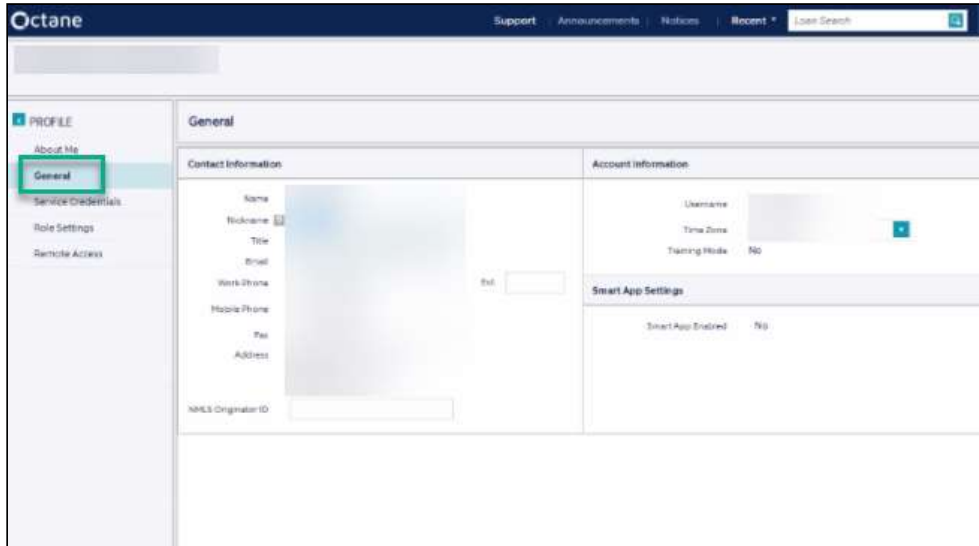 Octane
Support Announcements Notices Recent Loan Search
PROFILE
About Me
General
Service Credentials
Role Settings
Remote Access
General
Contact Information
Name
Nickname
Title
Email
Work Phone
Ext.
Mobile Phone
Fax
Address
NMLS Originator ID
Account Information
Username
Time Zone
Training Mode No
Smart App Settings
Smart App Enabled No